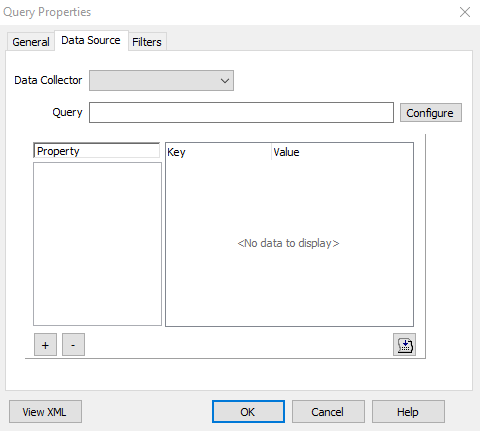 Query Properties
General Data Source Filters
Data Collector
Query Configure
Property Key Value
<No data to display>
+ -
View XML OK Cancel Help